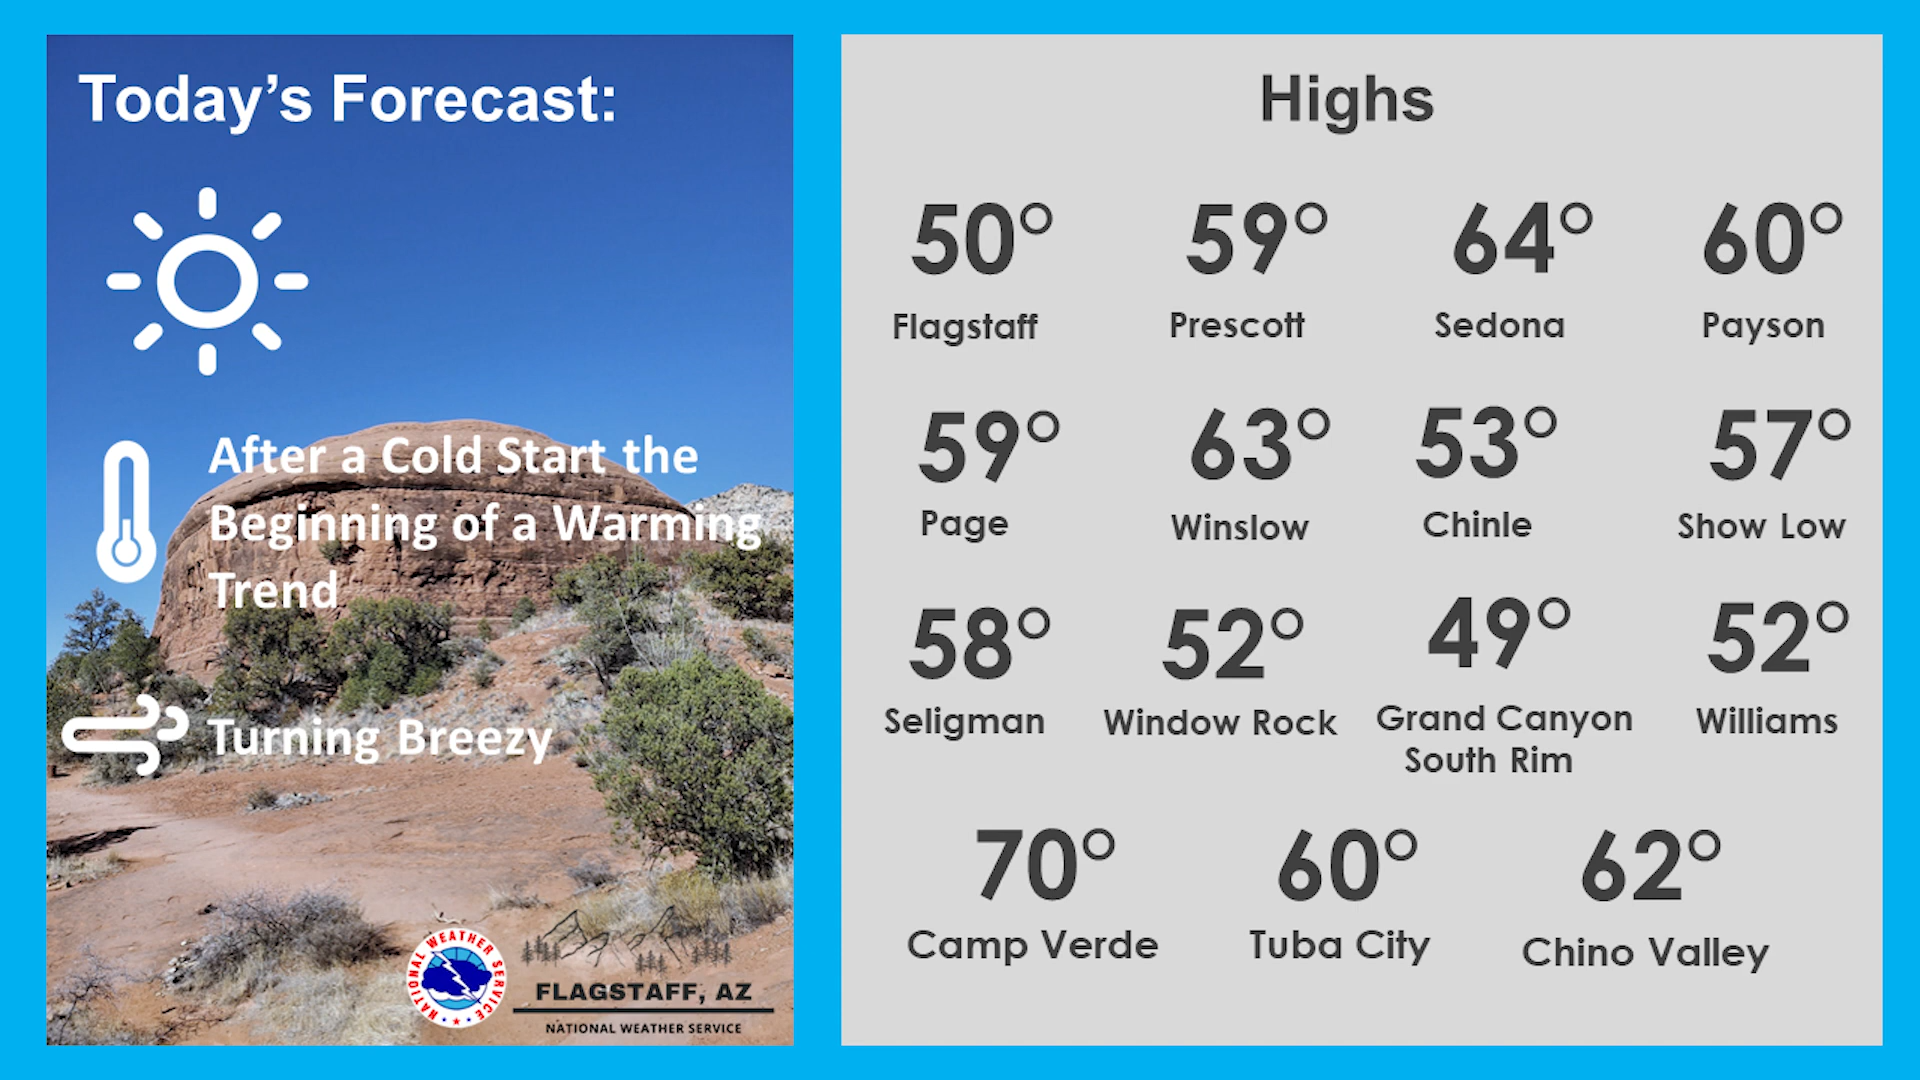 Today’s Forecast:
After a Cold Start the
Beginning of a Warming
Trend
Turning Breezy
NATIONAL WEATHER SERVICE
FLAGSTAFF, AZ
NATIONAL WEATHER SERVICE
Highs
50° 59° 64° 60°
Flagstaff Prescott Sedona Payson
59° 63° 53° 57°
Page Winslow Chinle Show Low
58° 52° 49° 52°
Seligman Window Rock Grand Canyon Williams
South Rim
70° 60° 62°
Camp Verde Tuba City Chino Valley